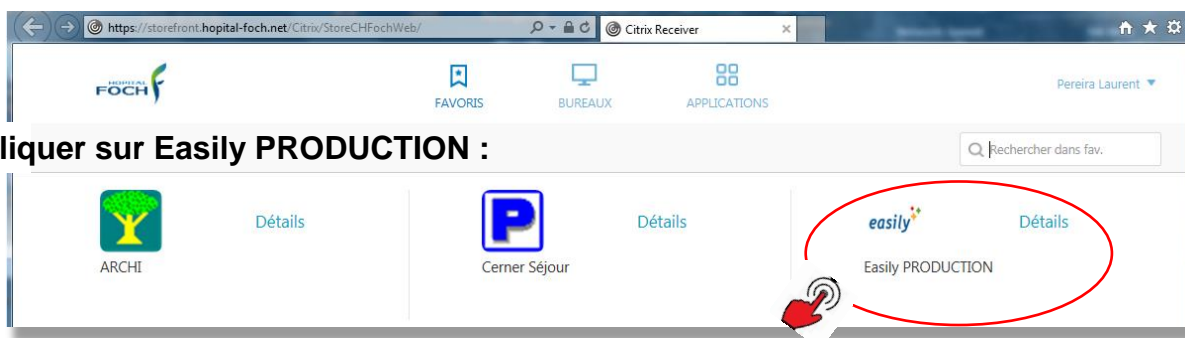 https://storefront.hopital-foch.net/Citrix/StoreCHFochWeb/
Citrix Receiver
HOPITAL
FOCH
FAVORIS
BUREAUX
APPLICATIONS
Pereira Laurent
liquer sur Easily PRODUCTION :
Rechercher dans fav.
Détails
P
Détails
easily
Détails
ARCHI
Cerner Séjour
Easily PRODUCTION